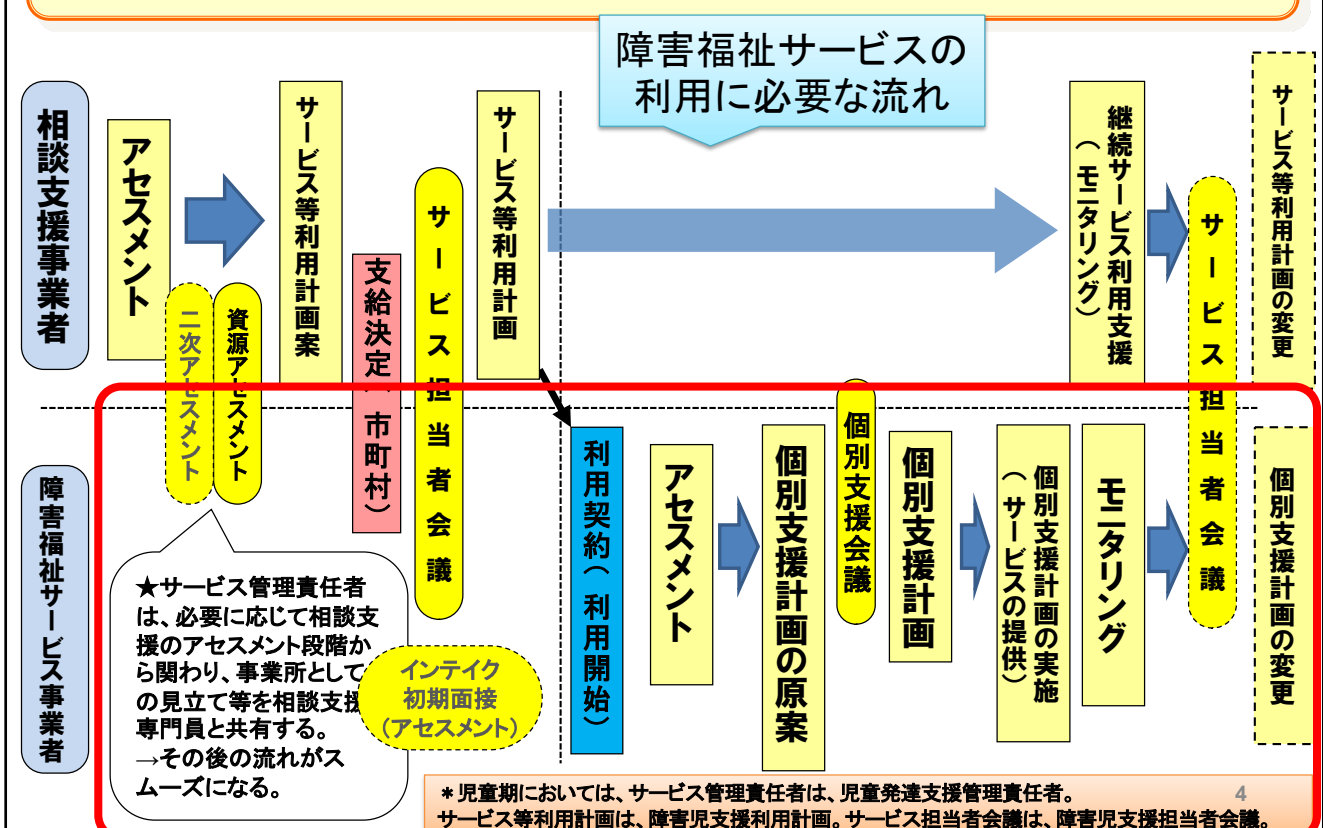 障害福祉サービスの
利用に必要な流れ
相談支援事業者
アセスメント
二次アセスメント
資源アセスメント
サービス等利用計画案
支給決定（市町村）
サービス担当者会議
サービス等利用計画
継続サービス利用支援
（モニタリング）
サービス担当者会議
サービス等利用計画の変更
障害福祉サービス事業者
★サービス管理責任者
は、必要に応じて相談支
援のアセスメント段階か
ら関わり、事業所として
の見立て等を相談支援
専門員と共有する。
→その後の流れがス
ムーズになる。
インテイク
初期面接
（アセスメント）
利用契約（利用開始）
アセスメント
個別支援計画の原案
個別支援会議
個別支援計画
個別支援計画の実施
（サービスの提供）
モニタリング
個別支援計画の変更
＊児童期においては、サービス管理責任者は、児童発達支援管理責任者。
4
サービス等利用計画は、障害児支援利用計画。サービス担当者会議は、障害児支援担当者会議。